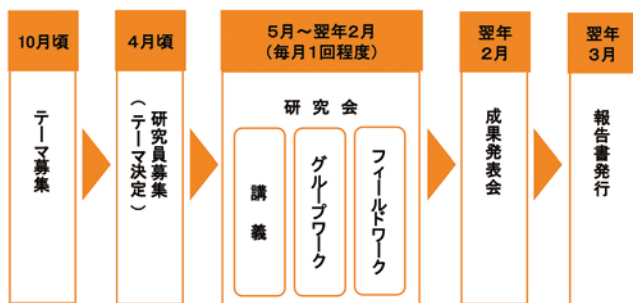 10月頃
テーマ募集
4月頃
研究員募集
(テーマ決定)
5月～翌年2月
(毎月1回程度)
研究会
講義
グループワーク
フィールドワーク
翌年
2月
成果発表会
翌年
3月
報告書発行